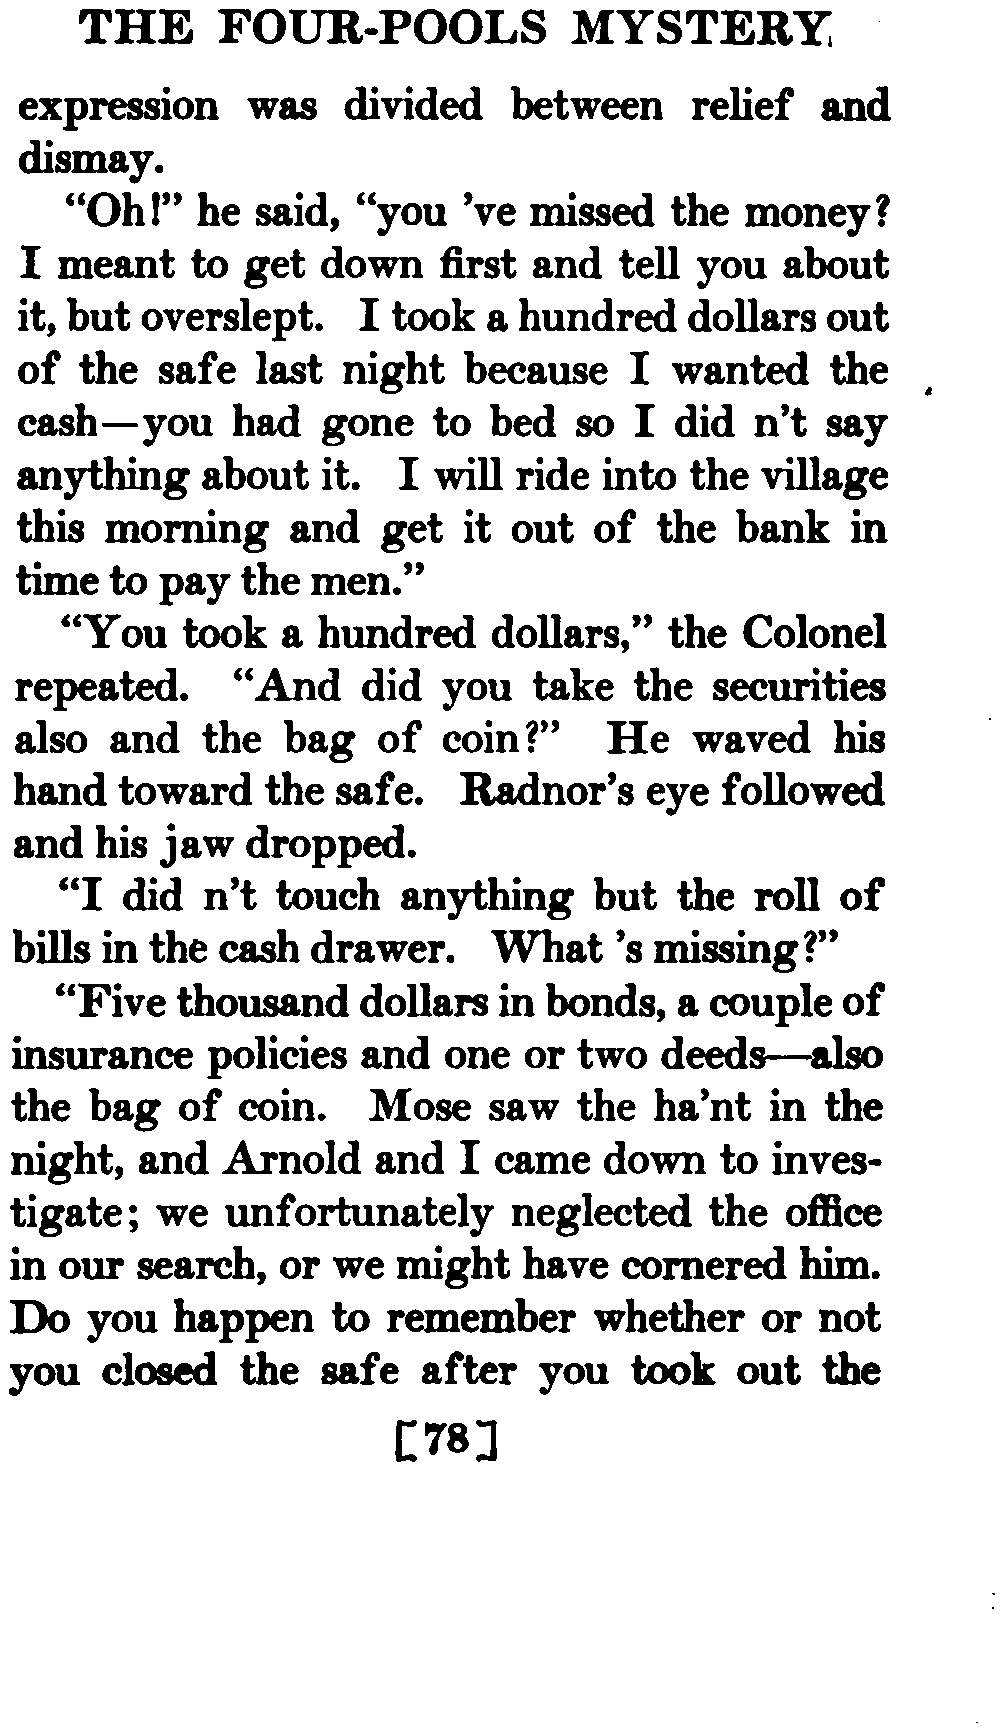 THE FOUR-POOLS MYSTERY
expression was divided between relief and
dismay.
“Oh!” he said, “you ’ve missed the money?
I meant to get down first and tell you about
it, but overslept. I took a hundred dollars out
of the safe last night because I wanted the
cash—you had gone to bed so I did n’t say
anything about it. I will ride into the village
this morning and get it out of the bank in
time to pay the men.”
“You took a hundred dollars,” the Colonel
repeated. “And did you take the securities
also and the bag of coin?” He waved his
hand toward the safe. Radnor’s eye followed
and his jaw dropped.
“I did n’t touch anything but the roll of
bills in the cash drawer. What ’s missing?”
“Five thousand dollars in bonds, a couple of
insurance policies and one or two deeds—also
the bag of coin. Mose saw the ha’nt in the
night, and Arnold and I came down to inves-
tigate; we unfortunately neglected the office
in our search, or we might have cornered him.
Do you happen to remember whether or not
you closed the safe after you took out the
[78]